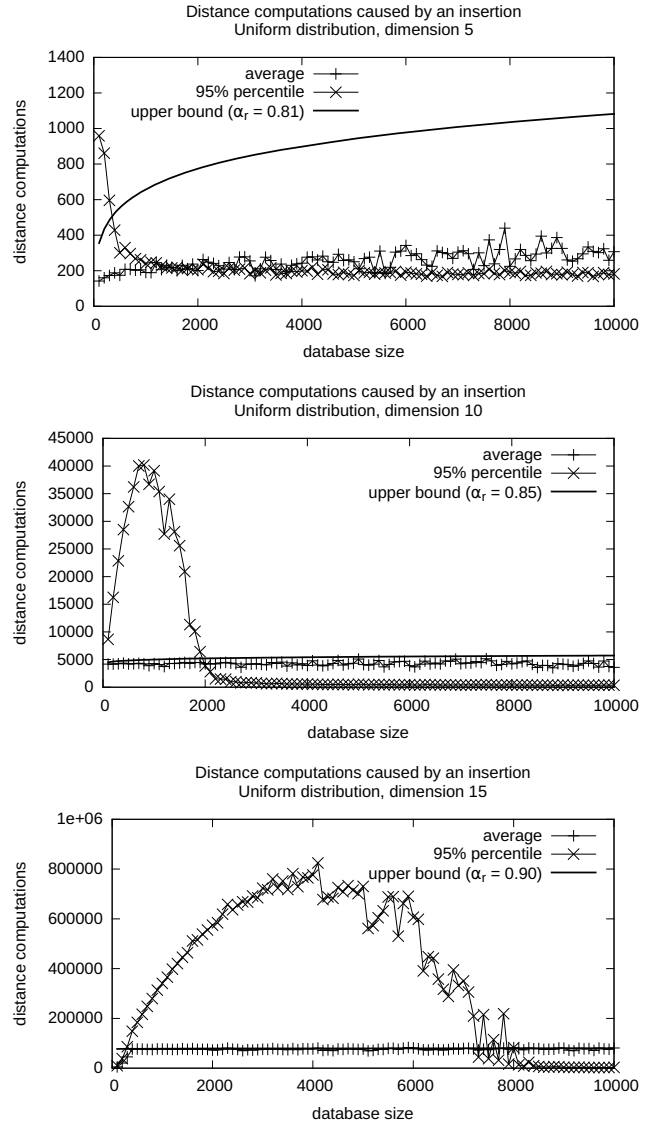 Distance computations caused by an insertion
Uniform distribution, dimension 5
1400
1200
1000
800
600
400
200
0
distance computations
average
95% percentile
upper bound (αr = 0.81)
0 2000 4000 6000 8000 10000
database size
Distance computations caused by an insertion
Uniform distribution, dimension 10
45000
40000
35000
30000
25000
20000
15000
10000
5000
0
distance computations
average
95% percentile
upper bound (αr = 0.85)
0 2000 4000 6000 8000 10000
database size
Distance computations caused by an insertion
Uniform distribution, dimension 15
1e+06
800000
600000
400000
200000
0
distance computations
average
95% percentile
upper bound (αr = 0.90)
0 2000 4000 6000 8000 10000
database size